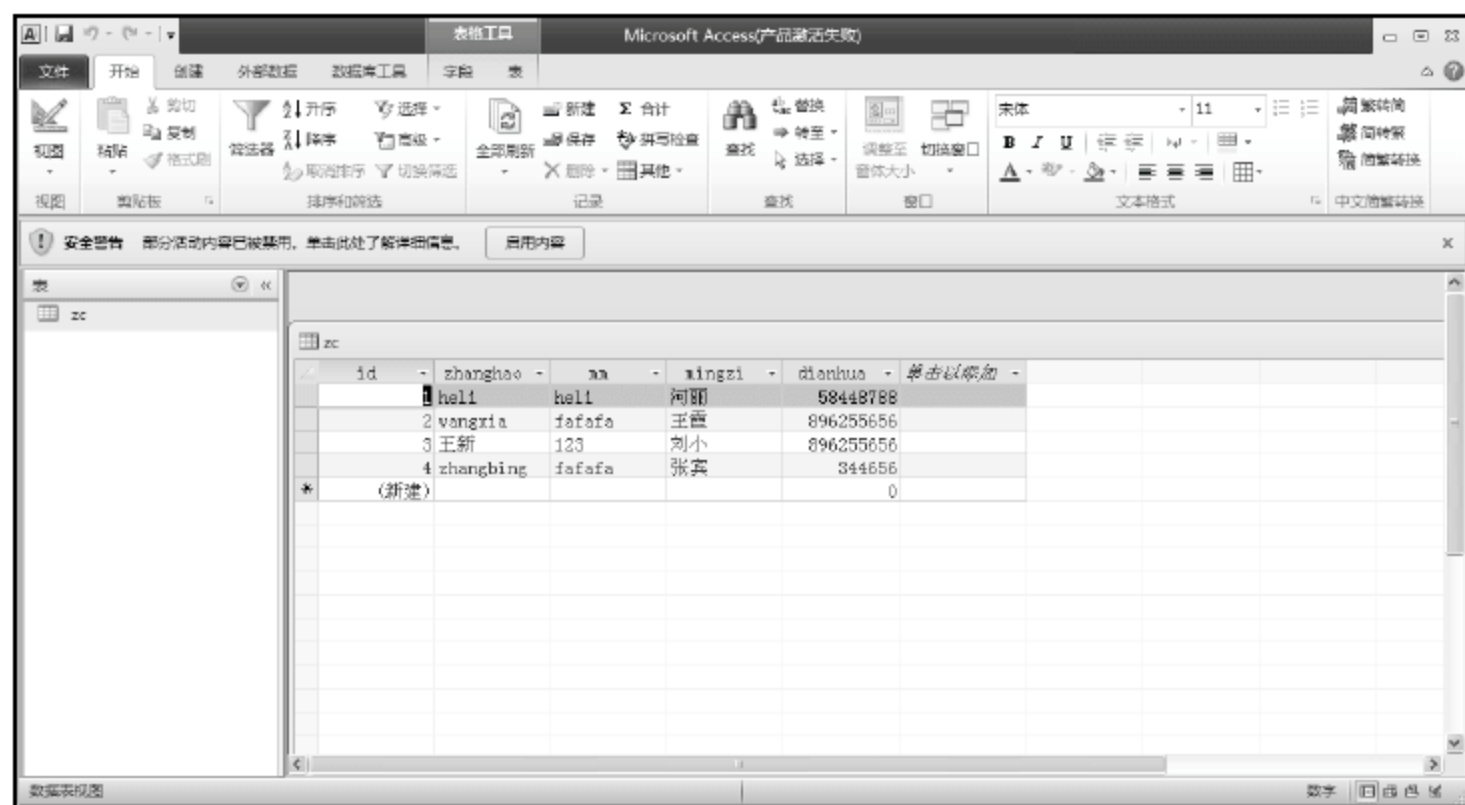 表格工具 Microsoft Access(产品激活失败)
文件 开始 创建 外部数据 数据库工具 字段 表
剪切 升序 选择 新建 Σ 合计 替换 宋体 11 繁转简
复制 降序 高级 保存 拼写检查 转至 B I U 简转繁
视图 粘贴 格式刷 筛选器 取消排序 切换筛选 全部刷新 删除 其他 查找 选择 调整至窗体大小 切换窗口 A 简繁转换
视图 剪贴板 排序和筛选 记录 查找 窗口 文本格式 中文简繁转换
安全警告 部分活动内容已被禁用。单击此处了解详细信息。 启用内容
表
zc
zc
id zhanghao mm mingzi dianhua 单击以添加
1 heli heli 何丽 58448788
2 wangxia fafafa 王霞 896255656
3 王新 123 刘小 896255656
4 zhangbing fafafa 张宾 344656
(新建) 0
数据表视图 数字